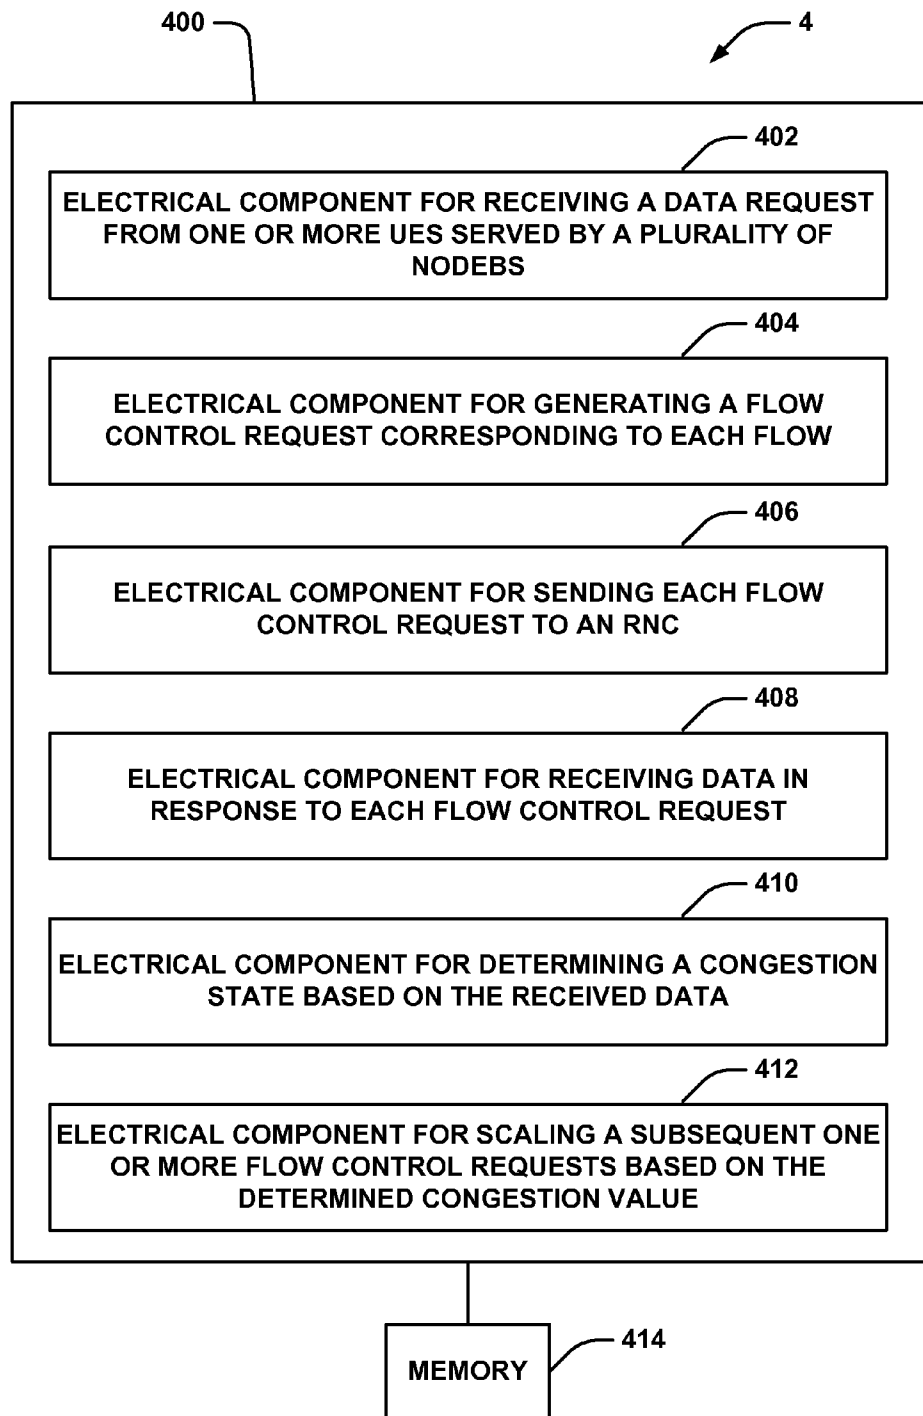 400
4
402
ELECTRICAL COMPONENT FOR RECEIVING A DATA REQUEST
FROM ONE OR MORE UES SERVED BY A PLURALITY OF
NODEBS
404
ELECTRICAL COMPONENT FOR GENERATING A FLOW
CONTROL REQUEST CORRESPONDING TO EACH FLOW
406
ELECTRICAL COMPONENT FOR SENDING EACH FLOW
CONTROL REQUEST TO AN RNC
408
ELECTRICAL COMPONENT FOR RECEIVING DATA IN
RESPONSE TO EACH FLOW CONTROL REQUEST
410
ELECTRICAL COMPONENT FOR DETERMINING A CONGESTION
STATE BASED ON THE RECEIVED DATA
412
ELECTRICAL COMPONENT FOR SCALING A SUBSEQUENT ONE
OR MORE FLOW CONTROL REQUESTS BASED ON THE
DETERMINED CONGESTION VALUE
414
MEMORY